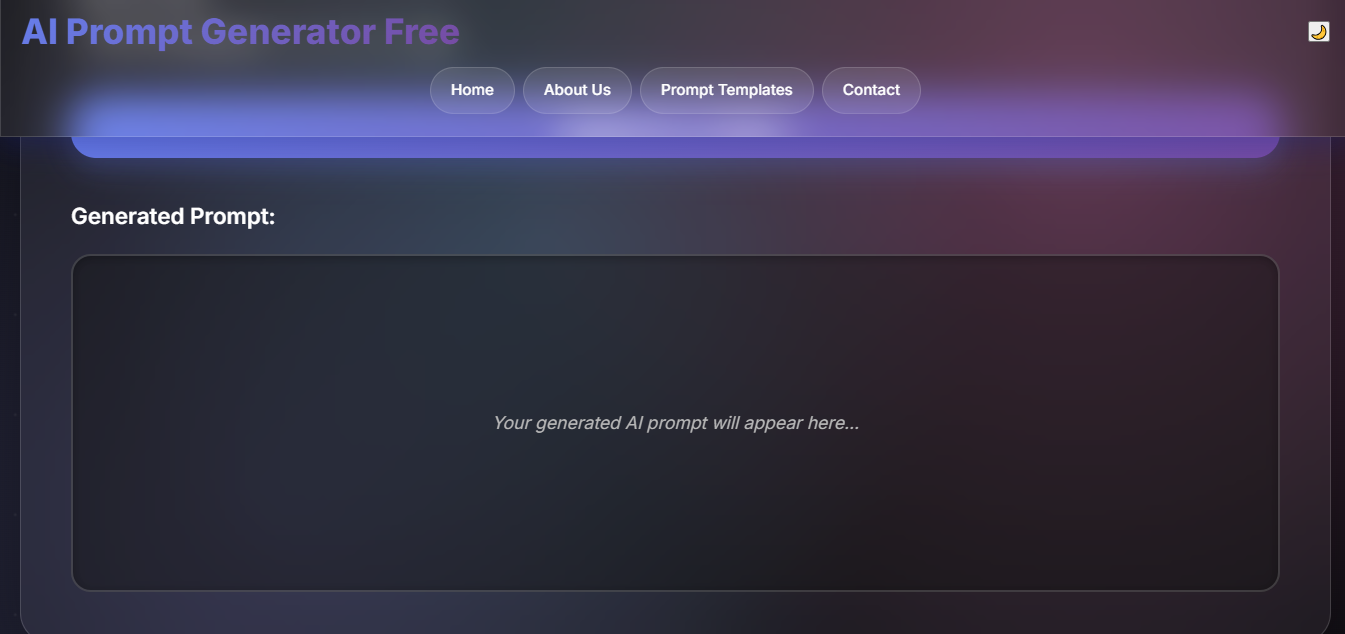 AI Prompt Generator Free
Home
About Us
Prompt Templates
Contact
Generated Prompt:
Your generated AI prompt will appear here...